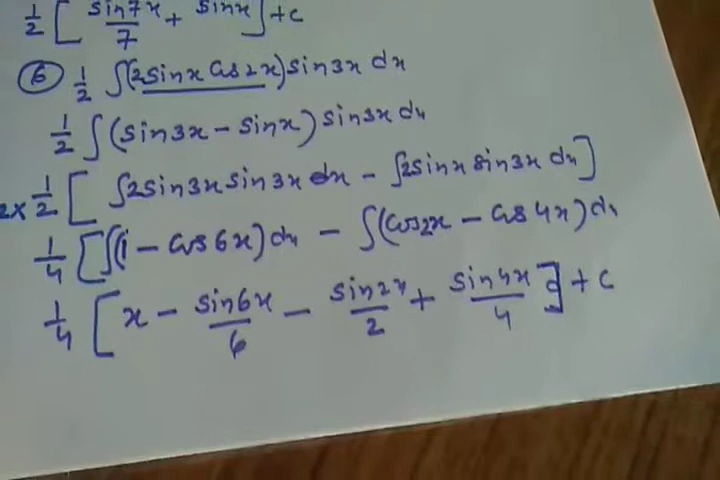 1/2 [ sin7x/7 + sinx ] + c
⑥ 1/2 ∫(2sinx cos2x) sin3x dx
1/2 ∫(sin3x - sinx) sin3x dx
2× 1/2 [ ∫2sin3x sin3x dx - ∫2sinx sin3x dx ]
1/4 [ ∫(1 - cos6x) dx - ∫(cos2x - cos4x) dx
1/4 [ x - sin6x/6 - sin2x/2 + sin4x/4 ] + c